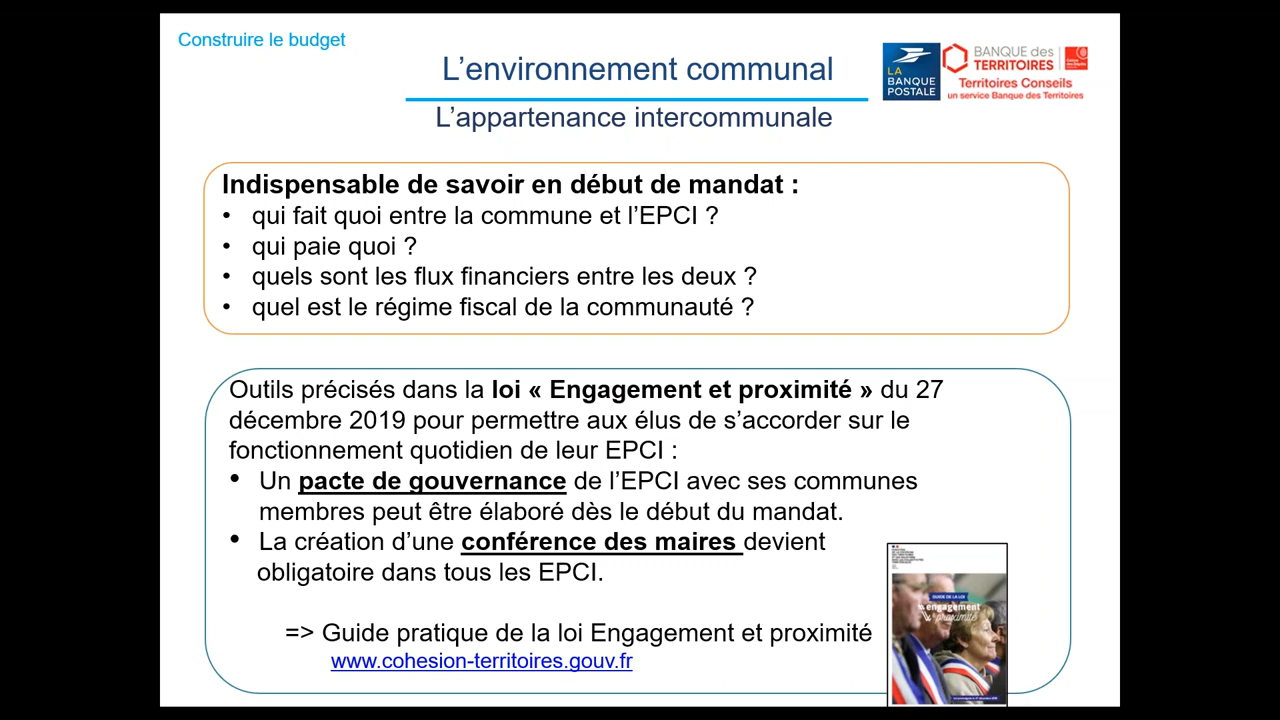 Construire le budget
L’environnement communal
L’appartenance intercommunale
LA
BANQUE
POSTALE
BANQUE des
TERRITOIRES
Territoires Conseils
un service Banque des Territoires
Indispensable de savoir en début de mandat :
• qui fait quoi entre la commune et l’EPCI ?
• qui paie quoi ?
• quels sont les flux financiers entre les deux ?
• quel est le régime fiscal de la communauté ?
Outils précisés dans la loi « Engagement et proximité » du 27
décembre 2019 pour permettre aux élus de s’accorder sur le
fonctionnement quotidien de leur EPCI :
• Un pacte de gouvernance de l’EPCI avec ses communes
membres peut être élaboré dès le début du mandat.
• La création d’une conférence des maires devient
obligatoire dans tous les EPCI.
=> Guide pratique de la loi Engagement et proximité
www.cohesion-territoires.gouv.fr
GUIDE DE LA LOI
engagement
proximité